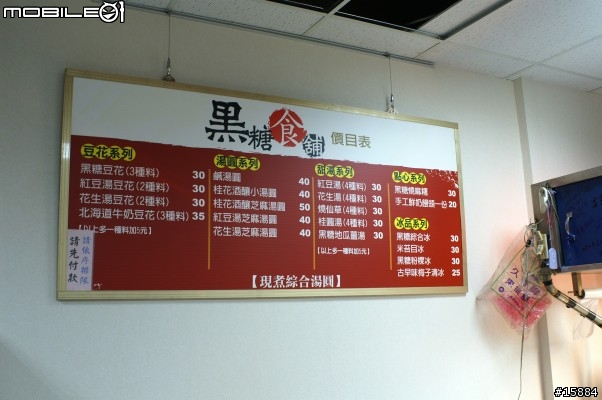 MOBILE01
黑糖食舖 價目表
豆花系列
黑糖豆花(3種料) 30
紅豆湯豆花(2種料) 30
花生湯豆花(2種料) 30
北海道牛奶豆花(3種料) 35
【以上多一種料加5元】
湯圓系列
鹹湯圓 40
桂花酒釀小湯圓 40
桂花酒釀芝麻湯圓 50
紅豆湯芝麻湯圓 40
花生湯芝麻湯圓 40
甜湯系列
紅豆湯(4種料) 30
花生湯(4種料) 30
燒仙草(4種料) 30
桂圓湯(4種料) 30
黑糖地瓜薑湯 30
【以上多一種料加5元】
點心系列
黑糖燒麻糬 30
手工鮮奶饅頭一份 20
冰品系列
黑糖綜合冰 30
米苔目冰 30
黑糖粉粿冰 30
古早味梅子清冰 25
【現煮綜合湯圓】
請依序排隊
請先付款
#15884